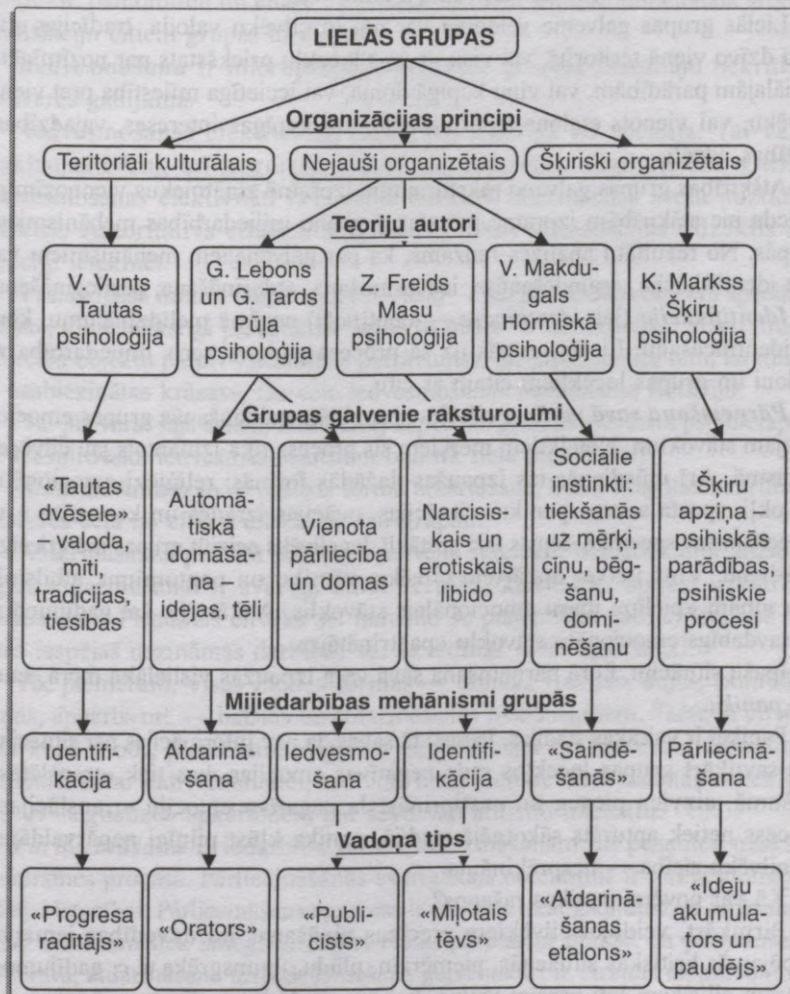 LIELĀS GRUPAS
Organizācijas principi
Teritoriāli kulturālais
Nejauši organizētais
Šķiriski organizētais
Teoriju autori
V. Vunts
Tautas
psiholoģija
G. Lebons
un G. Tards
Pūļa
psiholoģija
Z. Freids
Masu
psiholoģija
V. Makdu-
gals
Hormiskā
psiholoģija
K. Markss
Šķiru
psiholoģija
Grupas galvenie raksturojumi
«Tautas
dvēsele» –
valoda,
mīti,
tradīcijas,
tiesības
Automā-
tiskā
domāša-
na –
idejas, tēli
Vienota
pārliecība
un domas
Narcisis-
kais un
erotiskais
libido
Sociālie
instinkti:
tiekšanās
uz mērķi,
cīņu, bēg-
šanu,
domi-
nēšanu
Šķiru
apziņa –
psihiskās
parādības,
psihiskie
procesi
Mijiedarbības mehānismi grupās
Identifi-
kācija
Atdarinā-
šana
Iedvesmo-
šana
Identifi-
kācija
«Saindē-
šanās»
Pārliecinā-
šana
Vadoņa tips
«Progresa
radītājs»
«Orators»
«Publi-
cists»
«Mīļotais
tēvs»
«Atdarinā-
šanas
etalons»
«Ideju
akumula-
tors un
paudējs»